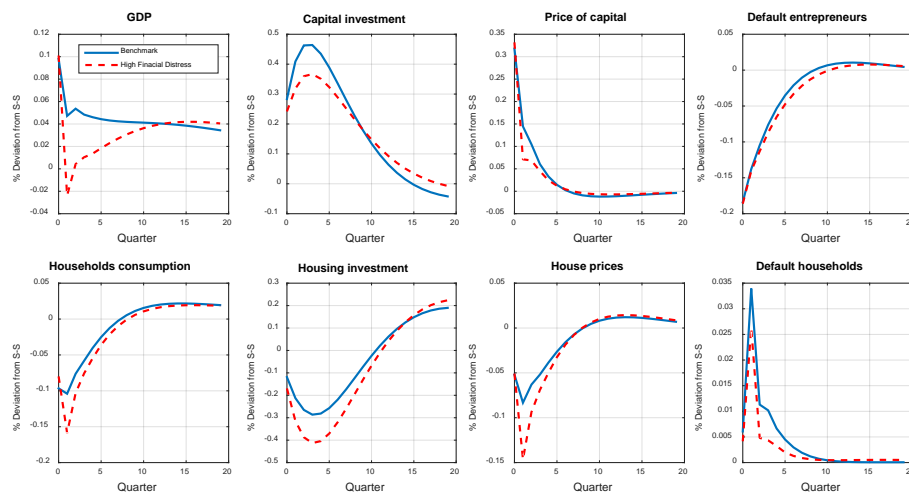 GDP
Capital investment
Price of capital
Default entrepreneurs
% Deviation from S-S
0.12
0.1
0.08
0.06
0.04
0.02
0
-0.02
-0.04
Benchmark
High Finacial Distress
0 5 10 15 20
Quarter
% Deviation from S-S
0.5
0.4
0.3
0.2
0.1
0
-0.1
0 5 10 15 20
Quarter
% Deviation from S-S
0.35
0.3
0.25
0.2
0.15
0.1
0.05
0
-0.05
0 5 10 15 20
Quarter
% Deviation from S-S
0.05
0
-0.05
-0.1
-0.15
-0.2
0 5 10 15 20
Quarter
Households consumption
Housing investment
House prices
Default households
% Deviation from S-S
0.05
0
-0.05
-0.1
-0.15
-0.2
0 5 10 15 20
Quarter
% Deviation from S-S
0.3
0.2
0.1
0
-0.1
-0.2
-0.3
-0.4
-0.5
0 5 10 15 20
Quarter
% Deviation from S-S
0.05
0
-0.05
-0.1
-0.15
0 5 10 15 20
Quarter
% Deviation from S-S
0.035
0.03
0.025
0.02
0.015
0.01
0.005
0
0 5 10 15 20
Quarter